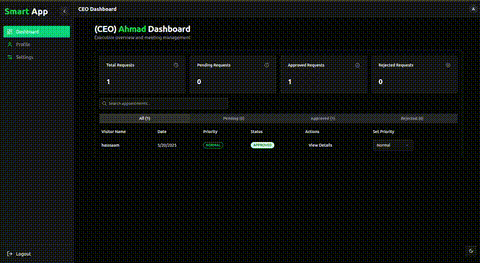 Smart App
CEO Dashboard
Dashboard
Profile
Settings
(CEO) Ahmad Dashboard
Executive overview and meeting management
Total Requests
1
Pending Requests
0
Approved Requests
1
Rejected Requests
0
Search appointments...
All (1) Pending (0) Approved (1) Rejected (0)
Visitor Name Date Priority Status Actions Set Priority
5/20/2025 NORMAL APPROVED View Details Normal
Logout